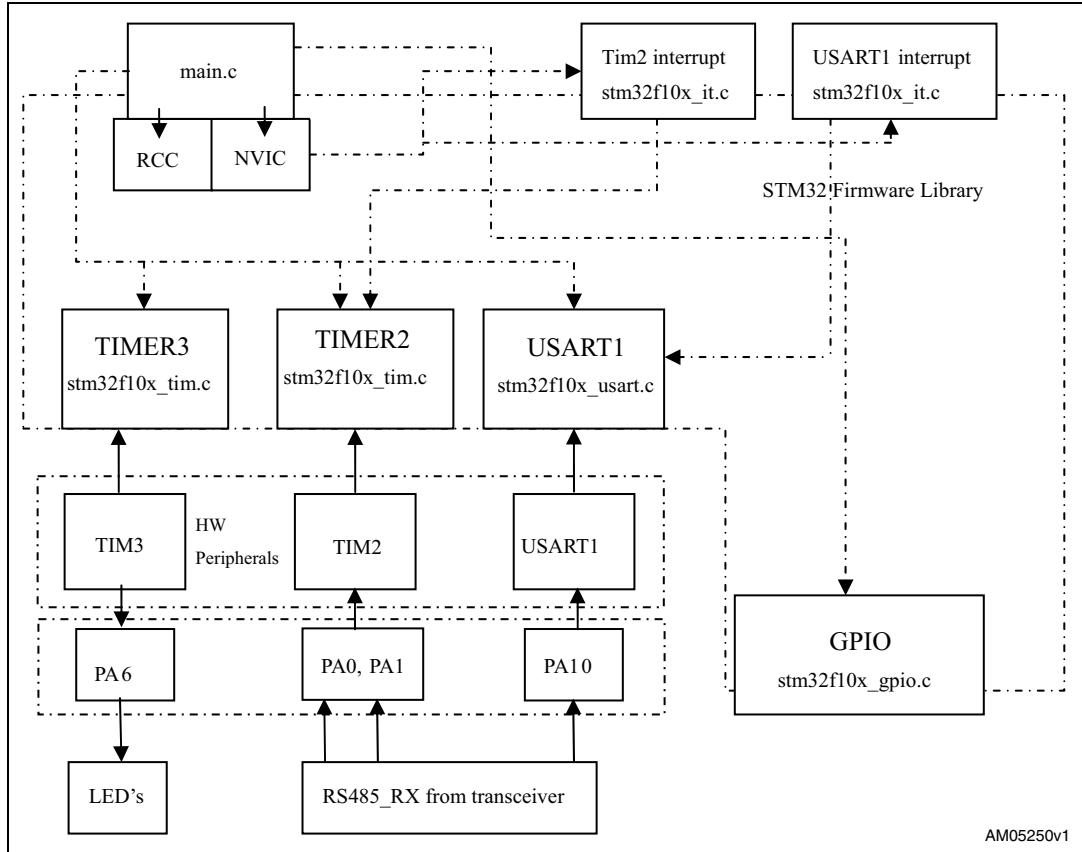 main.c
RCC
NVIC
Tim2 interrupt
stm32f10x_it.c
USART1 interrupt
stm32f10x_it.c
STM32 Firmware Library
TIMER3
stm32f10x_tim.c
TIMER2
stm32f10x_tim.c
USART1
stm32f10x_usart.c
TIM3
HW
Peripherals
TIM2
USART1
GPIO
stm32f10x_gpio.c
PA6
PA0, PA1
PA10
LED's
RS485_RX from transceiver
AM05250v1